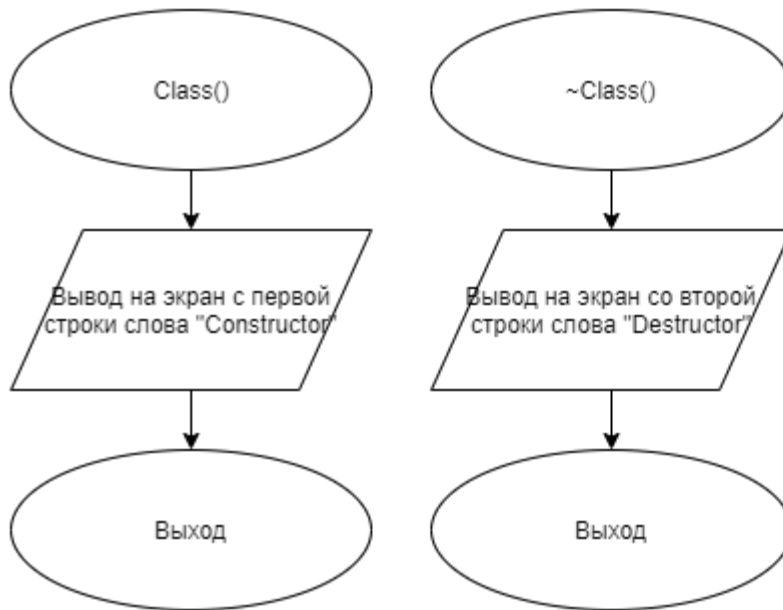 Class()
~Class()
Вывод на экран с первой
строки слова "Constructor"
Вывод на экран со второй
строки слова "Destructor"
Выход
Выход